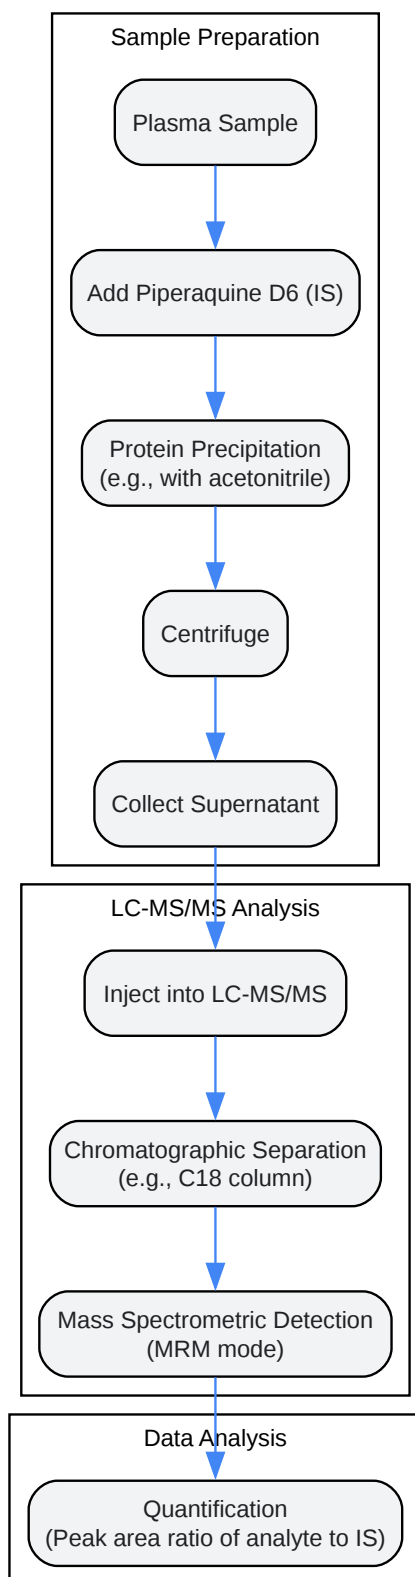 Sample Preparation
Plasma Sample
Add Piperaquine D6 (IS)
Protein Precipitation
(e.g., with acetonitrile)
Centrifuge
Collect Supernatant
LC-MS/MS Analysis
Inject into LC-MS/MS
Chromatographic Separation
(e.g., C18 column)
Mass Spectrometric Detection
(MRM mode)
Data Analysis
Quantification
(Peak area ratio of analyte to IS)